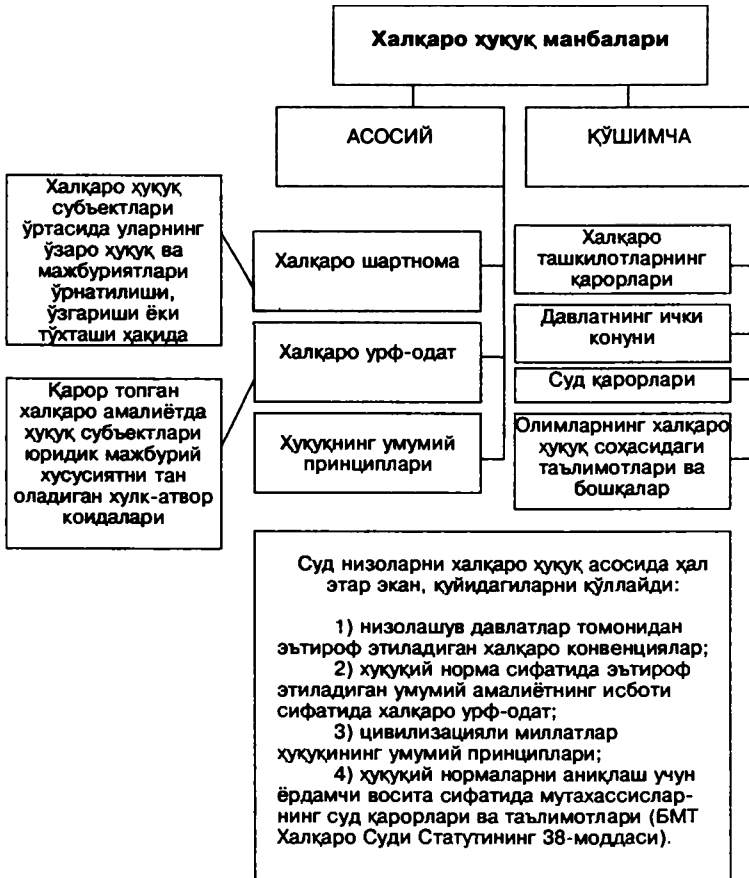 Халқаро ҳуқуқ манбалари
АСОСИЙ
ҚЎШИМЧА
Халқаро ҳуқуқ
субъектлари
ўртасида уларнинг
ўзаро ҳуқуқ ва
мажбуриятлари
ўрнатилиши,
ўзгариши ёки
тўхташи ҳақида
Қарор топган
халқаро амалиётда
ҳуқуқ субъектлари
юридик мажбурий
хусусиятни тан
оладиган хулк-атвор
коидалари
Халқаро шартнома
Халқаро урф-одат
Ҳуқуқнинг умумий
принциплари
Халқаро
ташкилотларнинг
қарорлари
Давлатнинг ички
конуни
Суд қарорлари
Олимларнинг халқаро
ҳуқуқ соҳасидаги
таълимотлари ва
бошқалар
Суд низоларни халқаро ҳуқуқ асосида ҳал
этар экан, қуйидагиларни қўллайди:
1) низолашув давлатлар томонидан
эътироф этиладиган халқаро конвенциялар;
2) хуқуқий норма сифатида эътироф
этиладиган умумий амалиётнинг исботи
сифатида халқаро урф-одат;
3) цивилизацияли миллатлар
ҳуқуқининг умумий принциплари;
4) ҳуқуқий нормаларни аниқлаш учун
ёрдамчи восита сифатида мутахассислар-
нинг суд қарорлари ва таълимотлари (БМТ
Халқаро Суди Статутининг 38-моддаси).